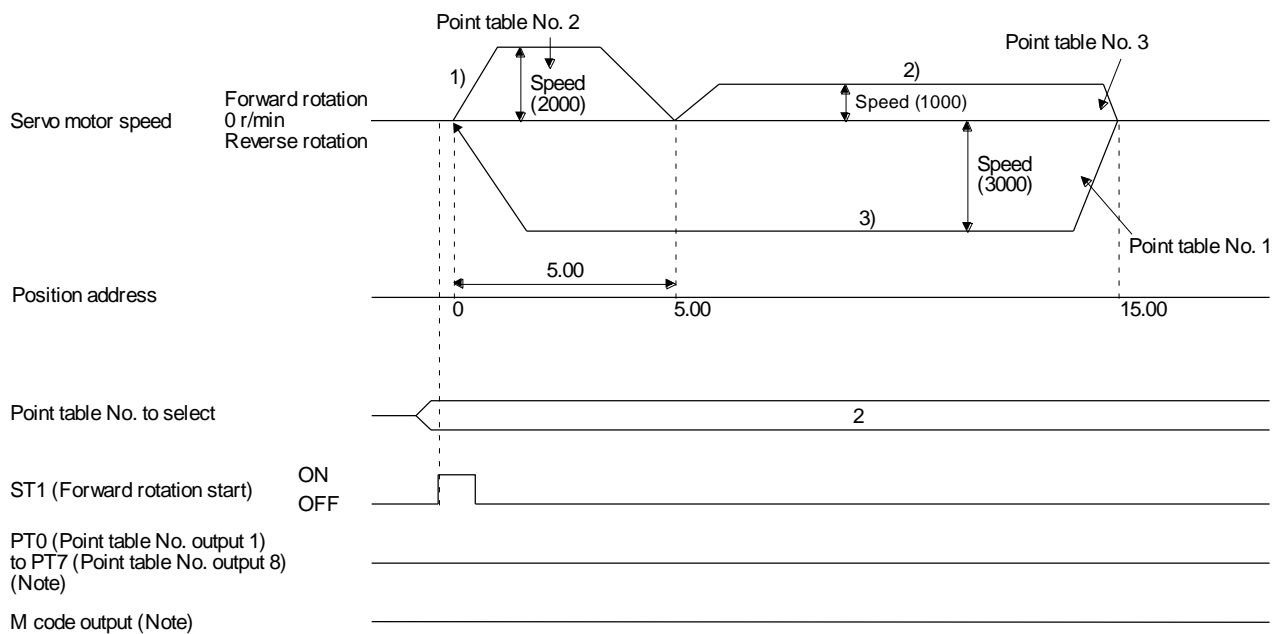 Point table No. 2
Point table No. 3
1)
2)
Speed
(2000)
Speed (1000)
Forward rotation
Servo motor speed
0 r/min
Reverse rotation
Speed
(3000)
3)
Point table No. 1
5.00
Position address
0
5.00
15.00
Point table No. to select
2
ST1 (Forward rotation start)
ON
OFF
PT0 (Point table No. output 1)
to PT7 (Point table No. output 8)
(Note)
M code output (Note)